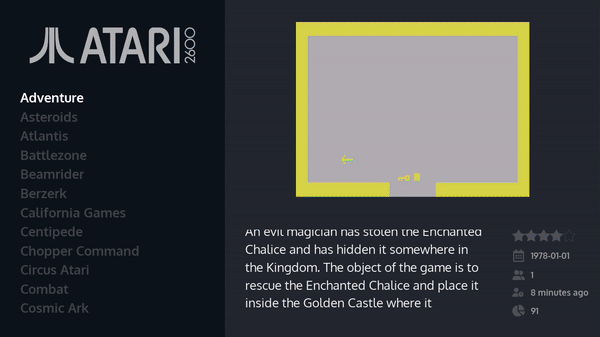 ATARI 2600
Adventure
Asteroids
Atlantis
Battlezone
Beamrider
Berzerk
California Games
Centipede
Chopper Command
Circus Atari
Combat
Cosmic Ark
An evil magician has stolen the Enchanted
Chalice and has hidden it somewhere in
the Kingdom. The object of the game is to
rescue the Enchanted Chalice and place it
inside the Golden Castle where it
1978-01-01
1
8 minutes ago
91